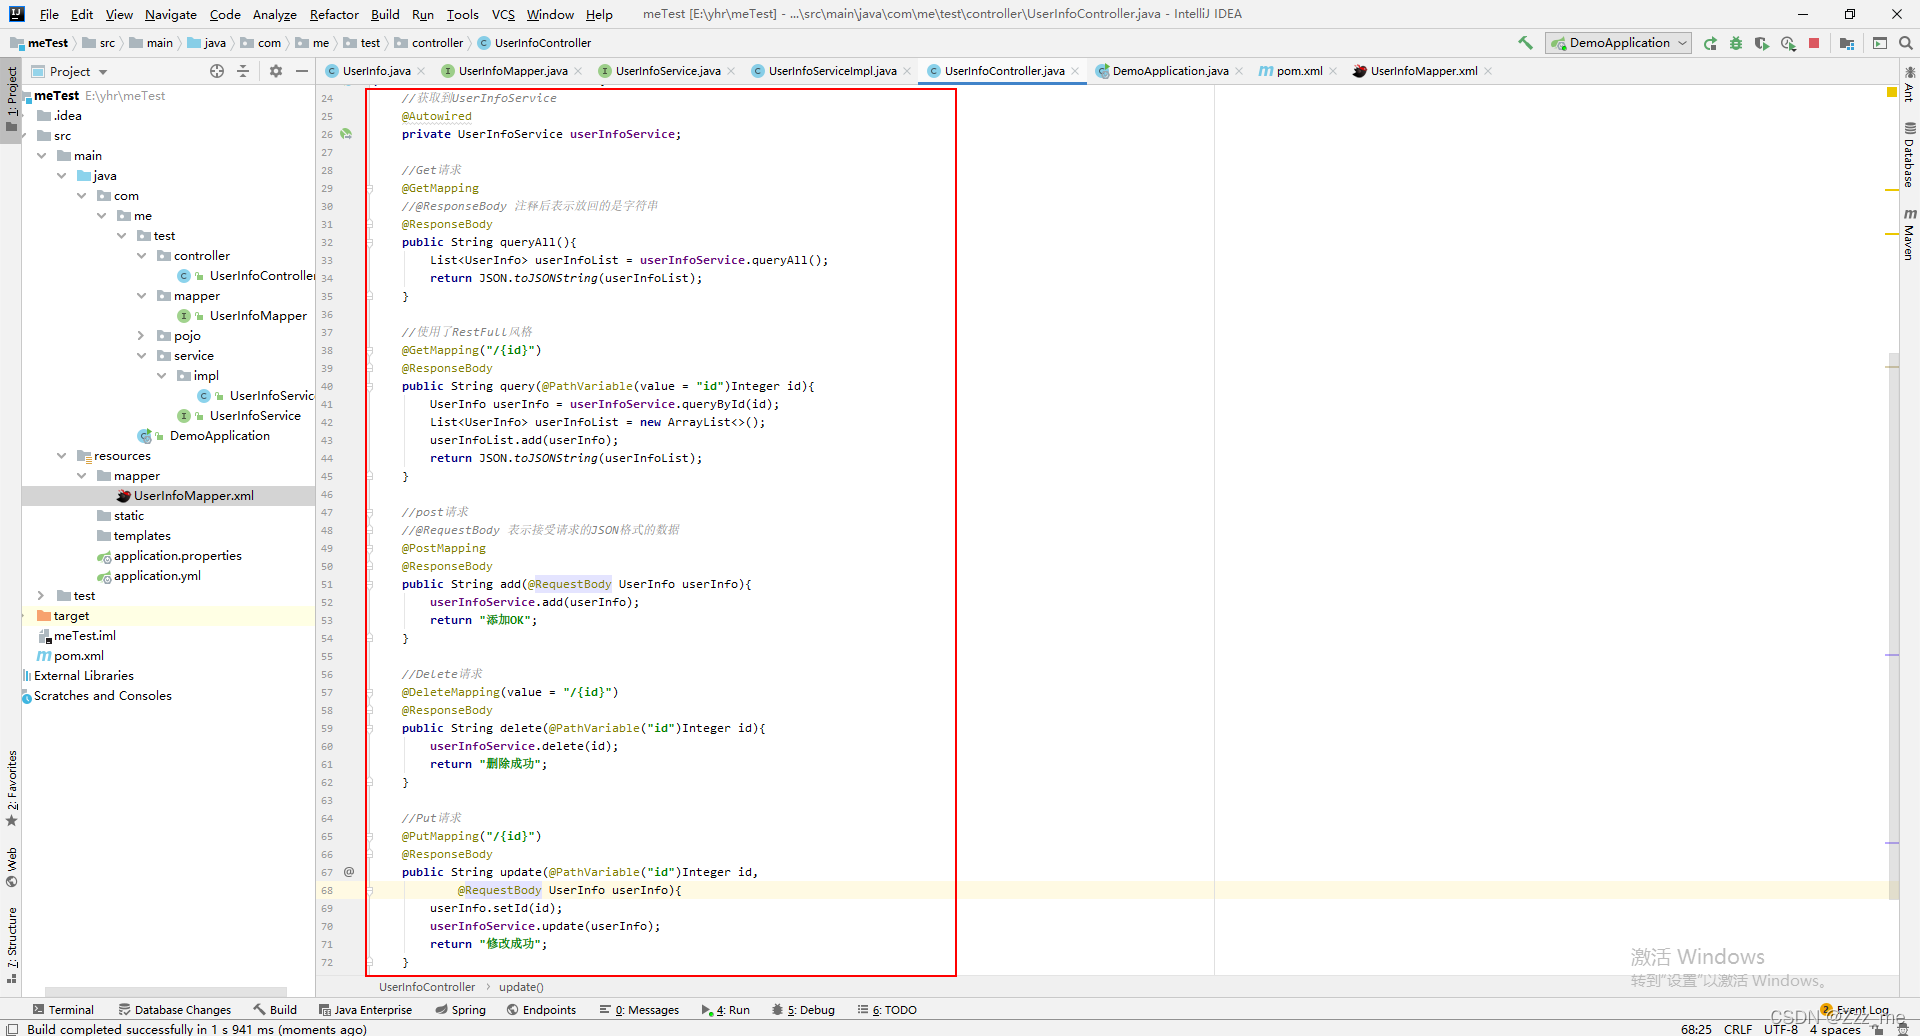 File Edit View Navigate Code Analyze Refactor Build Run Tools VCS Window Help meTest [E:\yhr\meTest] - ...\src\main\java\com\me\test\controller\UserInfoController.java - IntelliJ IDEA
meTest src main java com me test controller UserInfoController DemoApplication
Project UserInfo.java UserInfoMapper.java UserInfoService.java UserInfoServiceImpl.java UserInfoController.java DemoApplication.java pom.xml UserInfoMapper.xml
1: Project
2: Favorites
Web
7: Structure
meTest E:\yhr\meTest
.idea
src
main
java
com
me
test
controller
UserInfoController
mapper
UserInfoMapper
pojo
service
impl
UserInfoServic
UserInfoService
DemoApplication
resources
mapper
UserInfoMapper.xml
static
templates
application.properties
application.yml
test
target
meTest.iml
pom.xml
External Libraries
Scratches and Consoles
24 //获取到UserInfoService
25 @Autowired
26 private UserInfoService userInfoService;
27
28 //Get请求
29 @GetMapping
30 //@ResponseBody 注释后表示放回的是字符串
31 @ResponseBody
32 public String queryAll(){
33 List<UserInfo> userInfoList = userInfoService.queryAll();
34 return JSON.toJSONString(userInfoList);
35 }
36
37 //使用了RestFull风格
38 @GetMapping("/{id}")
39 @ResponseBody
40 public String query(@PathVariable(value = "id")Integer id){
41 UserInfo userInfo = userInfoService.queryById(id);
42 List<UserInfo> userInfoList = new ArrayList<>();
43 userInfoList.add(userInfo);
44 return JSON.toJSONString(userInfoList);
45 }
46
47 //post请求
48 //@RequestBody 表示接受请求的JSON格式的数据
49 @PostMapping
50 @ResponseBody
51 public String add(@RequestBody UserInfo userInfo){
52 userInfoService.add(userInfo);
53 return "添加OK";
54 }
55
56 //Delete请求
57 @DeleteMapping(value = "/{id}")
58 @ResponseBody
59 public String delete(@PathVariable("id")Integer id){
60 userInfoService.delete(id);
61 return "删除成功";
62 }
63
64 //Put请求
65 @PutMapping("/{id}")
66 @ResponseBody
67 @ public String update(@PathVariable("id")Integer id,
68 @RequestBody UserInfo userInfo){
69 userInfo.setId(id);
70 userInfoService.update(userInfo);
71 return "修改成功";
72 }
UserInfoController update()
Ant
Database
Maven
激活 Windows
转到"设置"以激活 Windows。
Terminal Database Changes Build Java Enterprise Spring Endpoints 0: Messages 4: Run 5: Debug 6: TODO 2 Event Log
Build completed successfully in 1 s 941 ms (moments ago) 68:25 CRLF UTF-8 4 spaces
CSDN @zzz_me